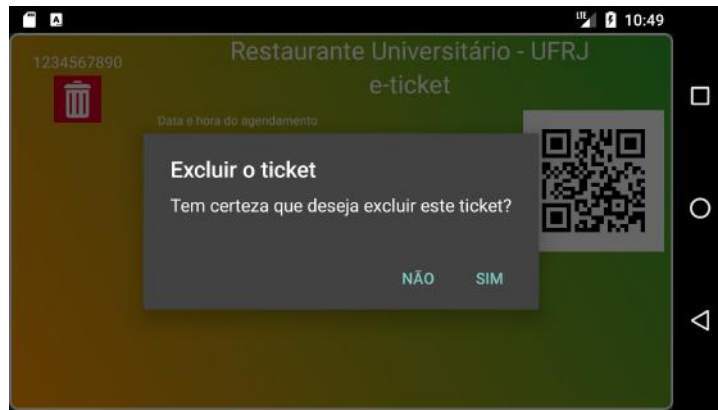 LTE 10:49
Restaurante Universitário - UFRJ
1234567890
e-ticket
Data e hora do agendamento
Excluir o ticket
Tem certeza que deseja excluir este ticket?
NÃO SIM